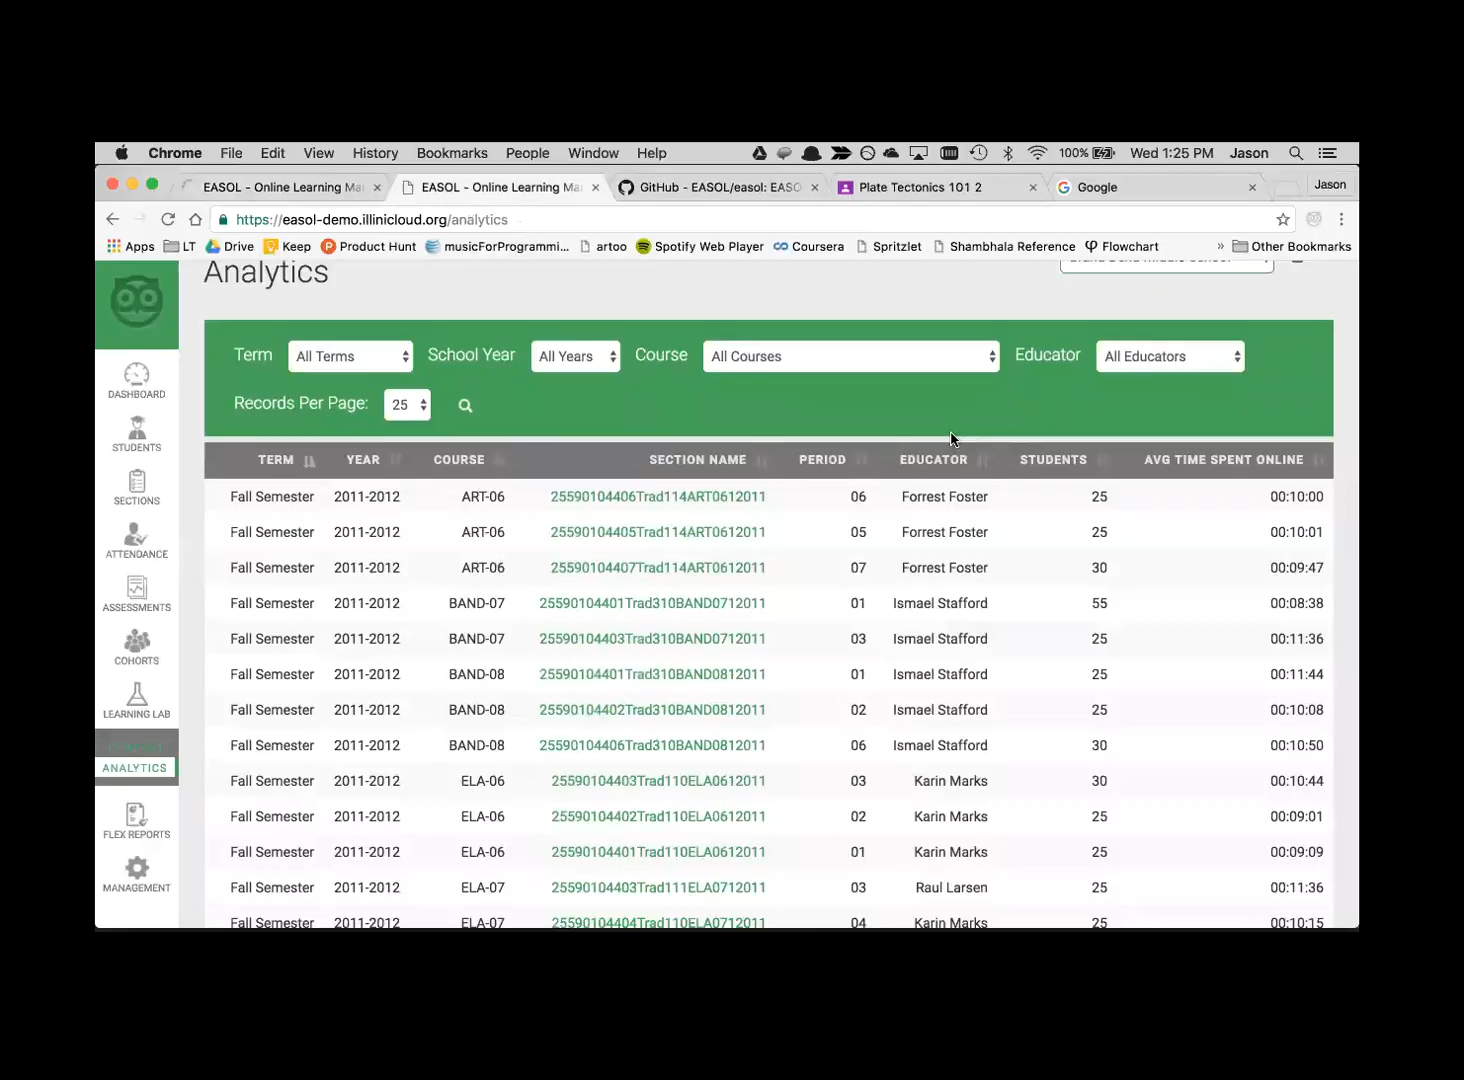 Chrome File Edit View History Bookmarks People Window Help 100% Wed 1:25 PM Jason
EASOL - Online Learning Ma EASOL - Online Learning Ma GitHub - EASOL/easol: EASO Plate Tectonics 101 2 Google Jason
https://easol-demo.illinicloud.org/analytics
Apps LT Drive Keep Product Hunt musicForProgrammi... artoo Spotify Web Player Coursera Spritzlet Shambhala Reference Flowchart » Other Bookmarks
Analytics
Term All Terms School Year All Years Course All Courses Educator All Educators
Records Per Page: 25
DASHBOARD
STUDENTS
SECTIONS
ATTENDANCE
ASSESSMENTS
COHORTS
LEARNING LAB
ANALYTICS
FLEX REPORTS
MANAGEMENT
TERM YEAR COURSE SECTION NAME PERIOD EDUCATOR STUDENTS AVG TIME SPENT ONLINE
Fall Semester 2011-2012 ART-06 25590104406Trad114ART0612011 06 Forrest Foster 25 00:10:00
Fall Semester 2011-2012 ART-06 25590104405Trad114ART0612011 05 Forrest Foster 25 00:10:01
Fall Semester 2011-2012 ART-06 25590104407Trad114ART0612011 07 Forrest Foster 30 00:09:47
Fall Semester 2011-2012 BAND-07 25590104401Trad310BAND0712011 01 Ismael Stafford 55 00:08:38
Fall Semester 2011-2012 BAND-07 25590104403Trad310BAND0712011 03 Ismael Stafford 25 00:11:36
Fall Semester 2011-2012 BAND-08 25590104401Trad310BAND0812011 01 Ismael Stafford 25 00:11:44
Fall Semester 2011-2012 BAND-08 25590104402Trad310BAND0812011 02 Ismael Stafford 25 00:10:08
Fall Semester 2011-2012 BAND-08 25590104406Trad310BAND0812011 06 Ismael Stafford 30 00:10:50
Fall Semester 2011-2012 ELA-06 25590104403Trad110ELA0612011 03 Karin Marks 30 00:10:44
Fall Semester 2011-2012 ELA-06 25590104402Trad110ELA0612011 02 Karin Marks 25 00:09:01
Fall Semester 2011-2012 ELA-06 25590104401Trad110ELA0612011 01 Karin Marks 25 00:09:09
Fall Semester 2011-2012 ELA-07 25590104403Trad111ELA0712011 03 Raul Larsen 25 00:11:36
Fall Semester 2011-2012 ELA-07 25590104404Trad110ELA0712011 04 Karin Marks 25 00:10:15